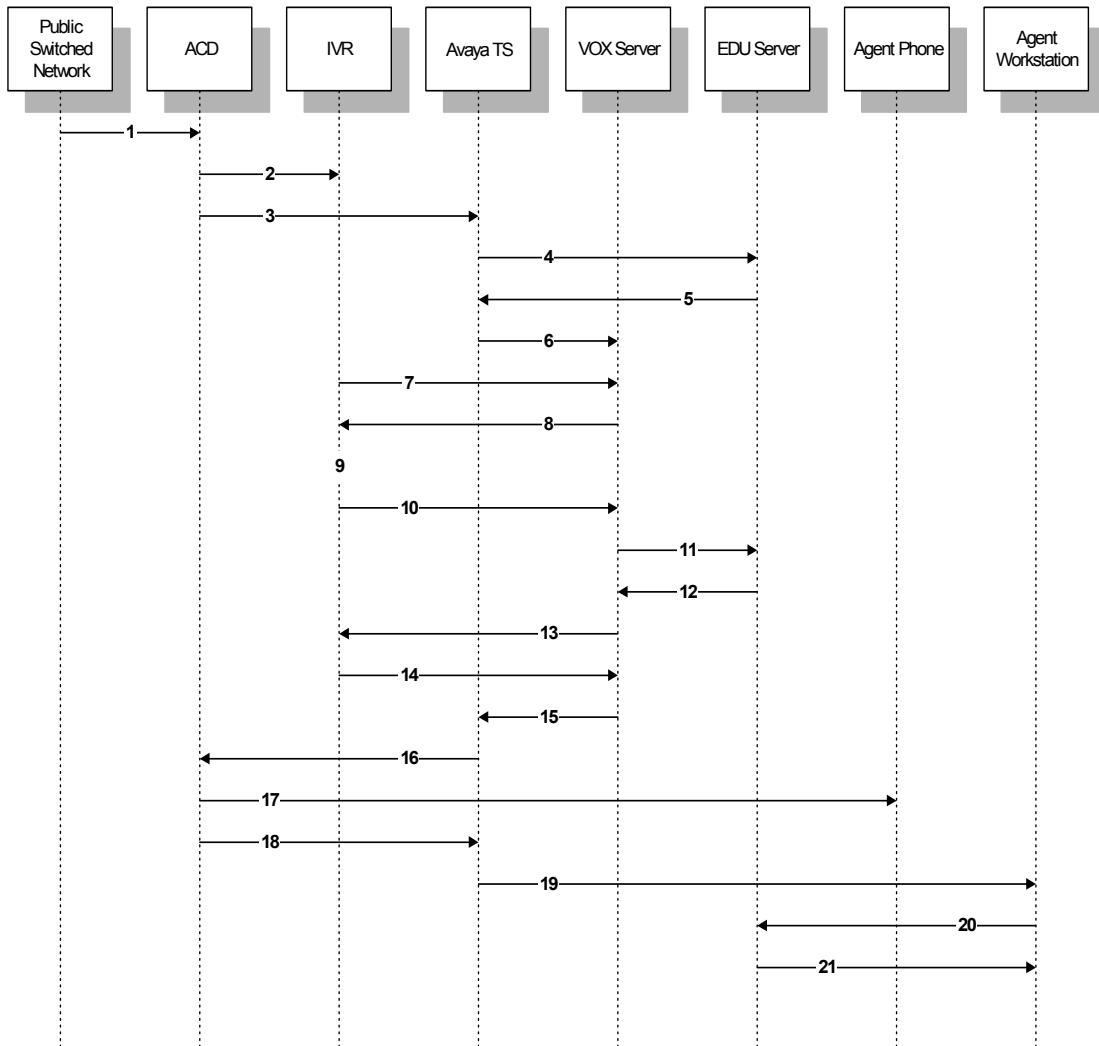 Public
Switched
Network
ACD
IVR
Avaya TS
VOX Server
EDU Server
Agent Phone
Agent
Workstation
1
2
3
4
5
6
7
8
9
10
11
12
13
14
15
16
17
18
19
20
21